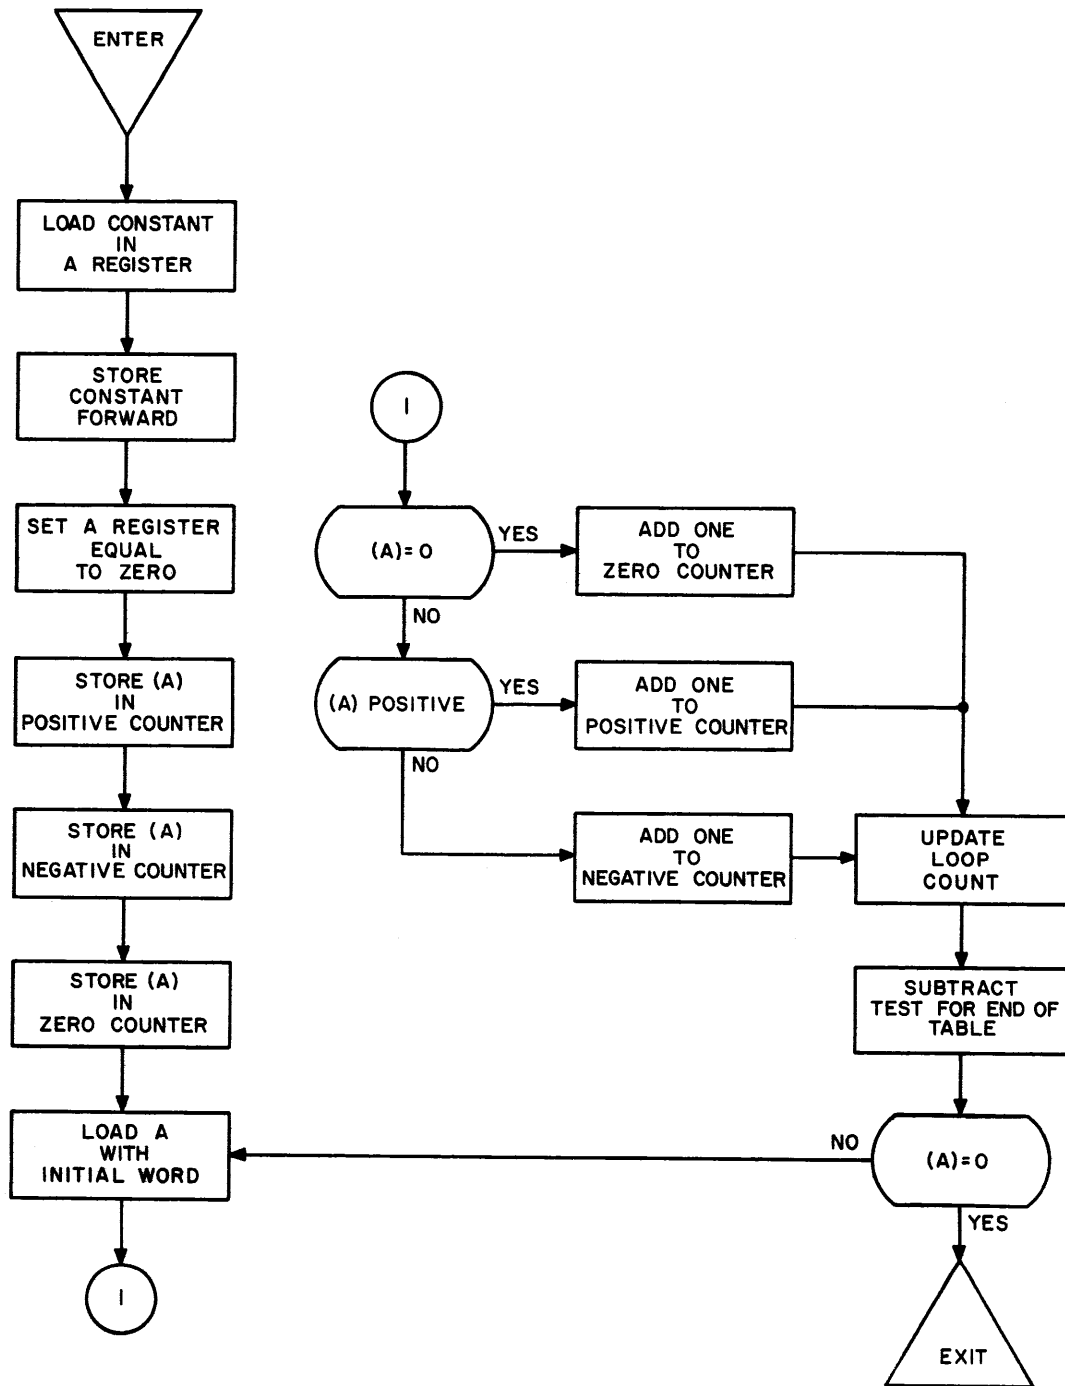 ENTER
LOAD CONSTANT
IN
A REGISTER
STORE
CONSTANT
FORWARD
SET A REGISTER
EQUAL
TO ZERO
STORE (A)
IN
POSITIVE COUNTER
STORE (A)
IN
NEGATIVE COUNTER
STORE (A)
IN
ZERO COUNTER
LOAD A
WITH
INITIAL WORD
1
1
(A)=0
YES
NO
ADD ONE
TO
ZERO COUNTER
(A) POSITIVE
YES
NO
ADD ONE
TO
POSITIVE COUNTER
ADD ONE
TO
NEGATIVE COUNTER
UPDATE
LOOP
COUNT
SUBTRACT
TEST FOR END OF
TABLE
(A)=0
NO
YES
EXIT